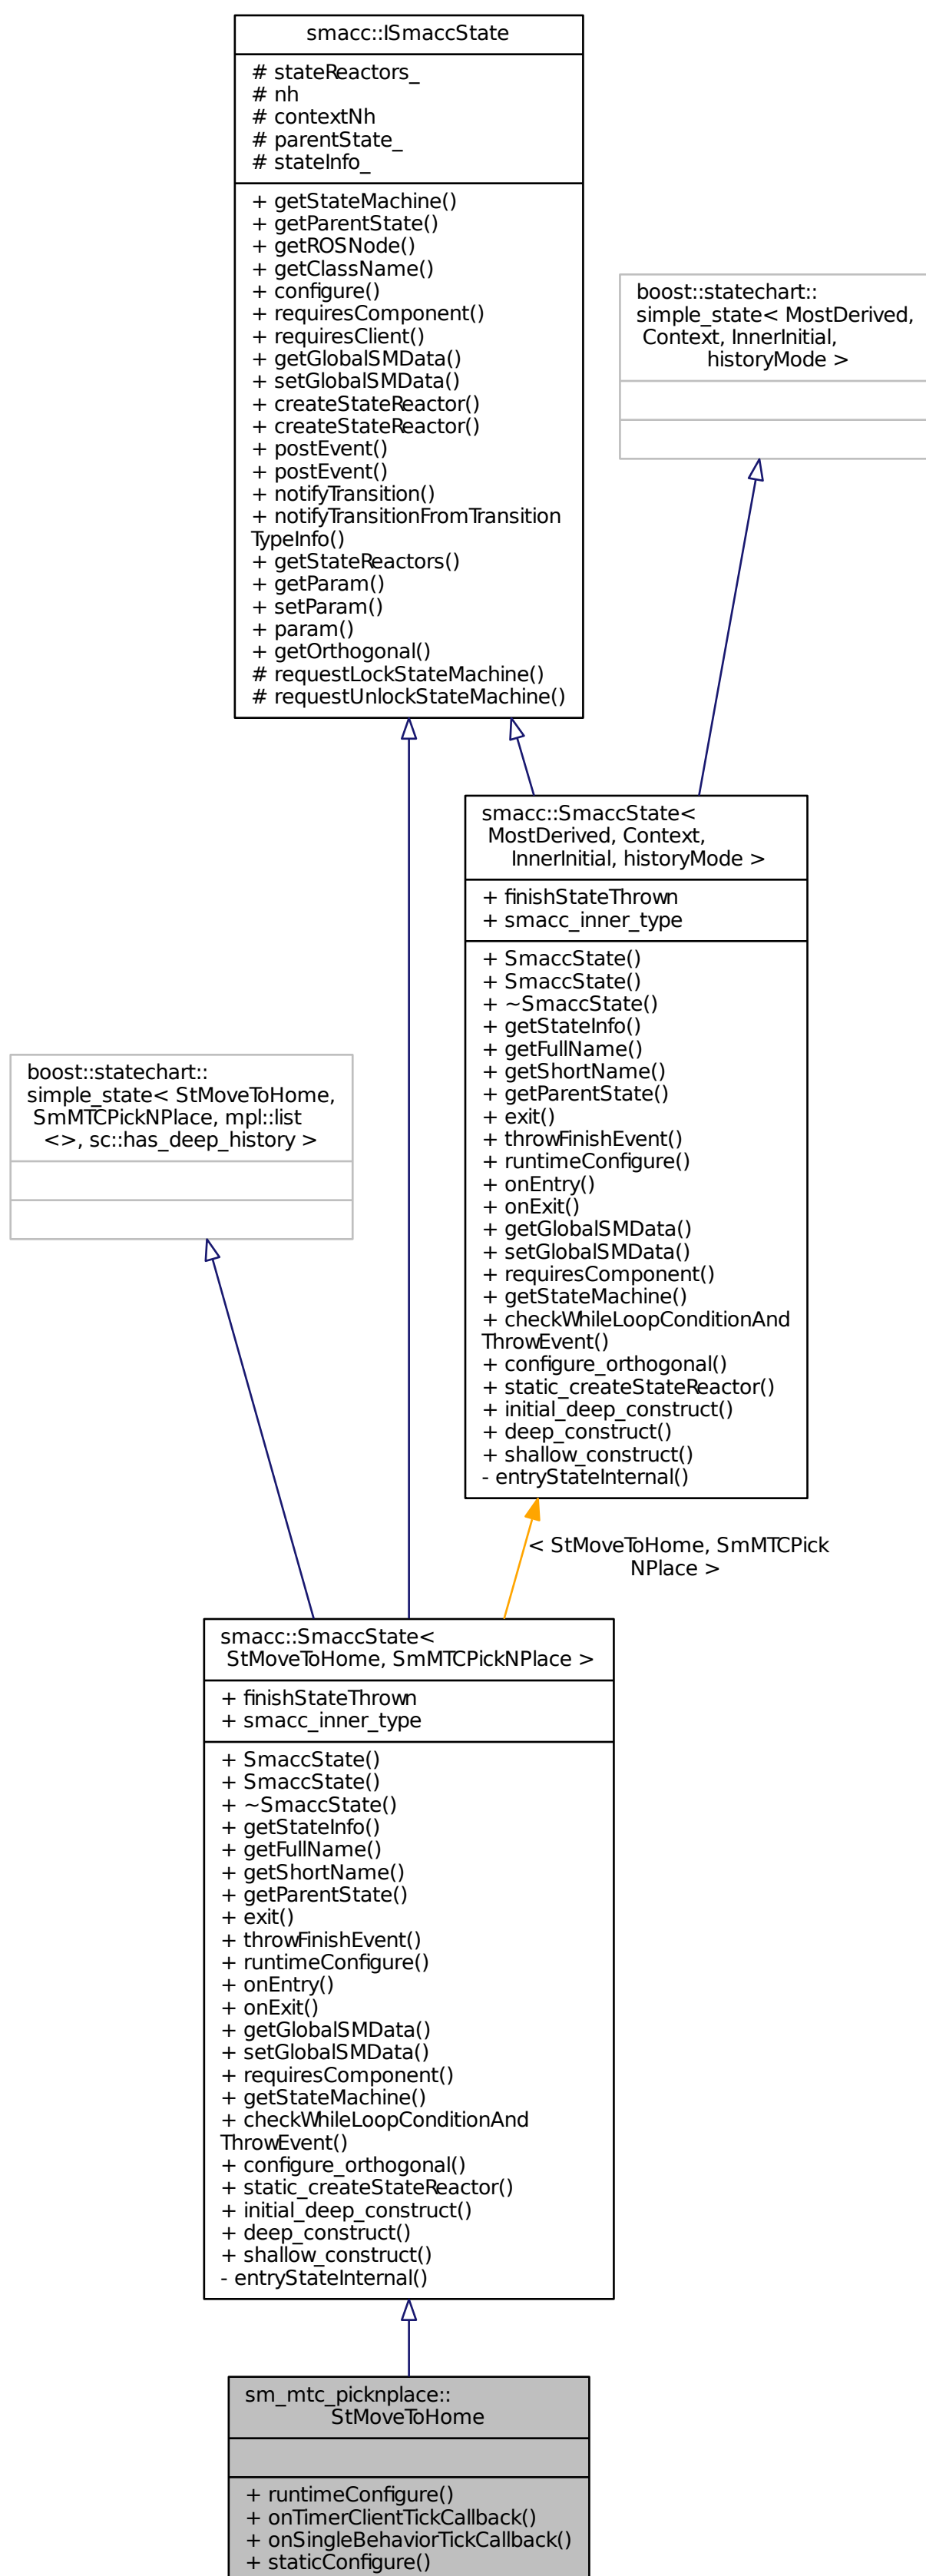 smacc::ISmaccState
# stateReactors_
# nh
# contextNh
# parentState_
# stateInfo_
+ getStateMachine()
+ getParentState()
+ getROSNode()
+ getClassName()
+ configure()
+ requiresComponent()
+ requiresClient()
+ getGlobalSMData()
+ setGlobalSMData()
+ createStateReactor()
+ createStateReactor()
+ postEvent()
+ postEvent()
+ notifyTransition()
+ notifyTransitionFromTransition
TypeInfo()
+ getStateReactors()
+ getParam()
+ setParam()
+ param()
+ getOrthogonal()
# requestLockStateMachine()
# requestUnlockStateMachine()
boost::statechart::
simple_state< MostDerived,
Context, InnerInitial,
historyMode >
smacc::SmaccState<
MostDerived, Context,
InnerInitial, historyMode >
+ finishStateThrown
+ smacc_inner_type
+ SmaccState()
+ SmaccState()
+ ~SmaccState()
+ getStateInfo()
+ getFullName()
+ getShortName()
+ getParentState()
+ exit()
+ throwFinishEvent()
+ runtimeConfigure()
+ onEntry()
+ onExit()
+ getGlobalSMData()
+ setGlobalSMData()
+ requiresComponent()
+ getStateMachine()
+ checkWhileLoopConditionAnd
ThrowEvent()
+ configure_orthogonal()
+ static_createStateReactor()
+ initial_deep_construct()
+ deep_construct()
+ shallow_construct()
- entryStateInternal()
boost::statechart::
simple_state< StMoveToHome,
SmMTCPickNPlace, mpl::list
<>, sc::has_deep_history >
< StMoveToHome, SmMTCPick
NPlace >
smacc::SmaccState<
StMoveToHome, SmMTCPickNPlace >
+ finishStateThrown
+ smacc_inner_type
+ SmaccState()
+ SmaccState()
+ ~SmaccState()
+ getStateInfo()
+ getFullName()
+ getShortName()
+ getParentState()
+ exit()
+ throwFinishEvent()
+ runtimeConfigure()
+ onEntry()
+ onExit()
+ getGlobalSMData()
+ setGlobalSMData()
+ requiresComponent()
+ getStateMachine()
+ checkWhileLoopConditionAnd
ThrowEvent()
+ configure_orthogonal()
+ static_createStateReactor()
+ initial_deep_construct()
+ deep_construct()
+ shallow_construct()
- entryStateInternal()
sm_mtc_picknplace::
StMoveToHome
+ runtimeConfigure()
+ onTimerClientTickCallback()
+ onSingleBehaviorTickCallback()
+ staticConfigure()